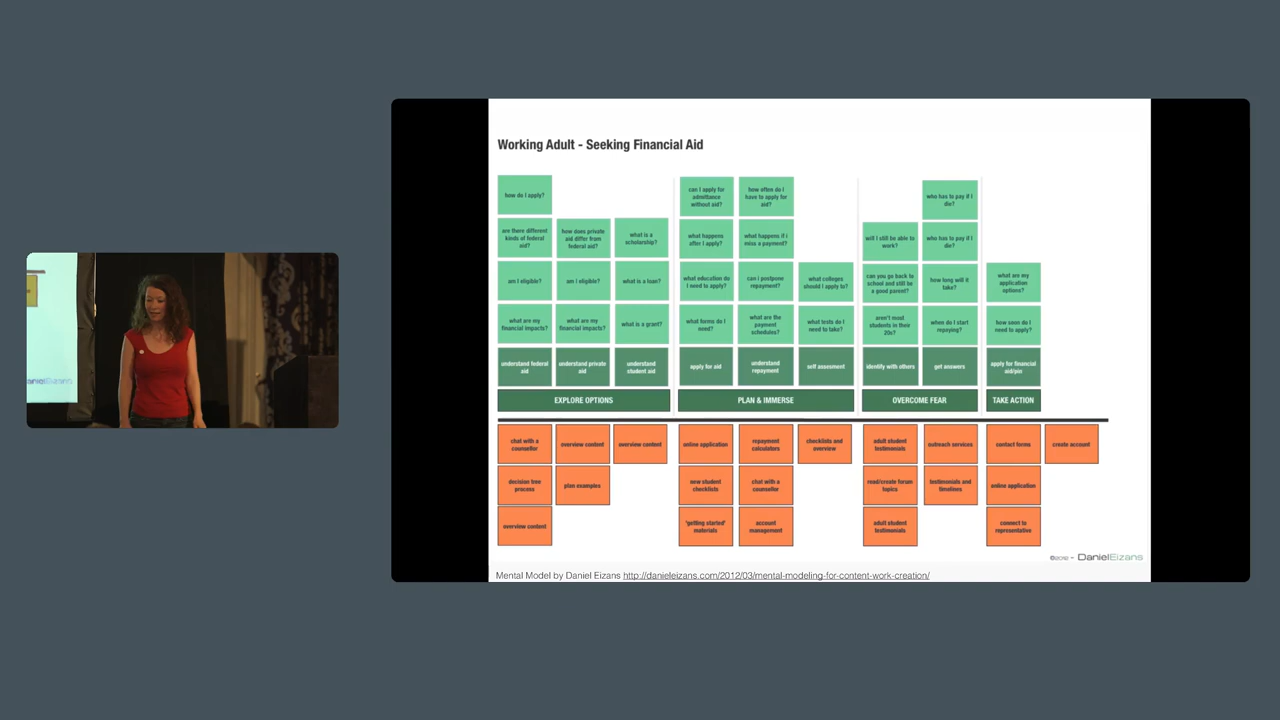 Working Adult - Seeking Financial Aid
how do I apply?
can I apply for
admittance
without aid?
how often do I
have to apply for
aid?
who has to pay if I
die?
are there different
kinds of federal
aid?
how does private
aid differ from
federal aid?
what is a
scholarship?
what happens
after I apply?
what happens if i
miss a payment?
will I still be able to
work?
who has to pay if I
die?
am I eligible?
am I eligible?
what is a loan?
what education do
I need to apply?
can i postpone
repayment?
what colleges
should I apply to?
can you go back to
school and still be
a good parent?
how long will it
take?
what are my
application
options?
what are my
financial impacts?
what are my
financial impacts?
what is a grant?
what forms do I
need?
what are the
payment
schedules?
what tests do I
need to take?
aren't most
students in their
20s?
when do I start
repaying?
how soon do I
need to apply?
understand federal
aid
understand private
aid
understand
student aid
apply for aid
understand
repayment
self assesment
identify with others
get answers
apply for financial
EXPLORE OPTIONS
PLAN & IMMERSE
OVERCOME FEAR
TAKE ACTION
chat with a
counsellor
overview content
overview content
online application
repayment
calculators
checklists and
overview
adult student
testimonials
outreach services
contact forms
create account
decision tree
process
plan examples
new student
checklists
chat with a
counsellor
read/create forum
topics
testimonials and
timelines
online application
overview content
'getting started'
materials
account
management
adult student
testimonials
connect to
representative
©2012 - DanielEizans
Mental Model by Daniel Eizans http://danieleizans.com/2012/03/mental-modeling-for-content-work-creation/
anielEizans